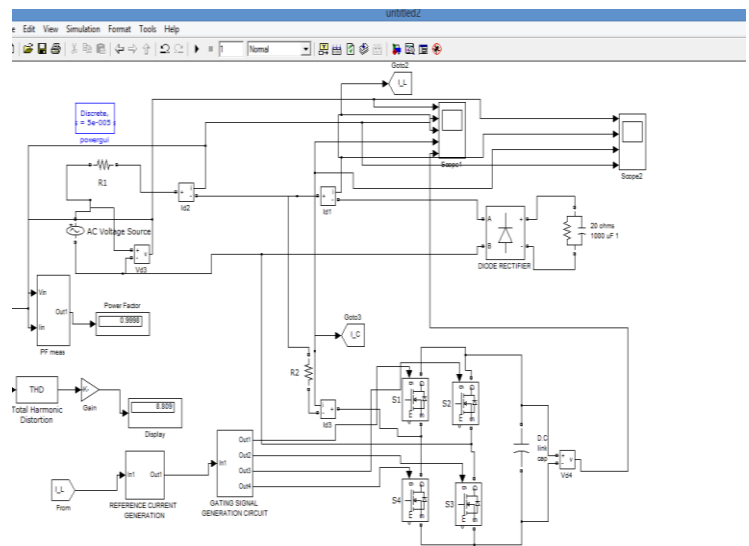 untitled2
Edit View Simulation Format Tools Help
1 Normal
Goto2
I_L
Discrete,
= 5e-005
powergui
R1
Id2
Id1
Scope1
Scope2
AC Voltage Source
Vd3
A
B
DIODE RECTIFIER
20 ohms
1000 uF 1
Vin
Iin
Out1
PF meas
Power Factor
0.9998
Goto3
I_C
R2
Id3
S1
S2
THD
Total Harmonic
Distortion
Gain
8.809
Display
D.C
link
cap
Vd4
I_L
From
In1
Out1
REFERENCE CURRENT
GENERATION
In1
Out1
Out2
Out3
Out4
GATING SIGNAL
GENERATION CIRCUIT
S4
S3